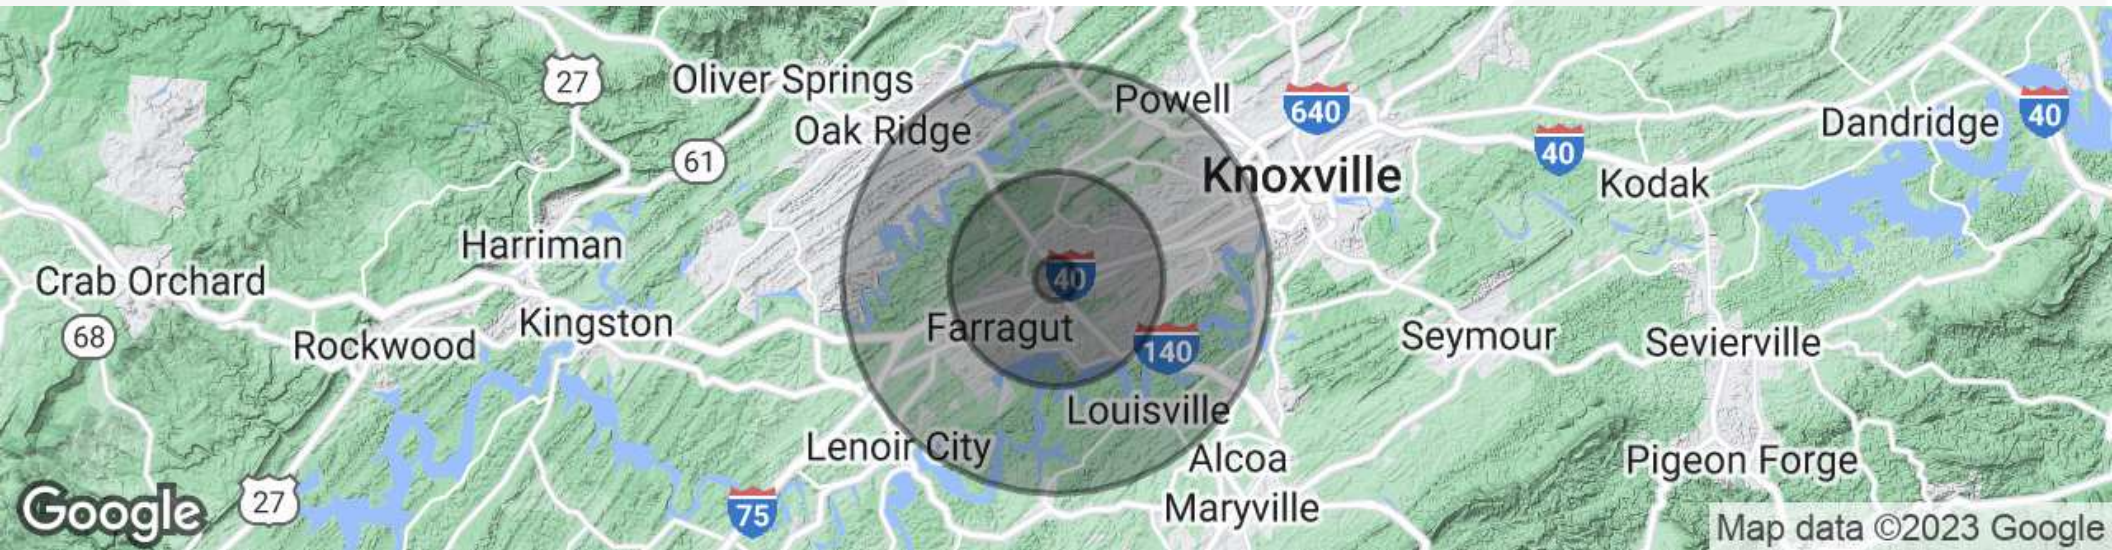 27
Oliver Springs
Powell
640
40
Dandridge
Oak Ridge
61
40
Knoxville
Kodak
Harriman
Crab Orchard
40
68
Rockwood
Kingston
Farragut
140
Seymour
Sevierville
Louisville
Lenoir City
Alcoa
Pigeon Forge
27
Google
75
Maryville
Map data ©2023 Google